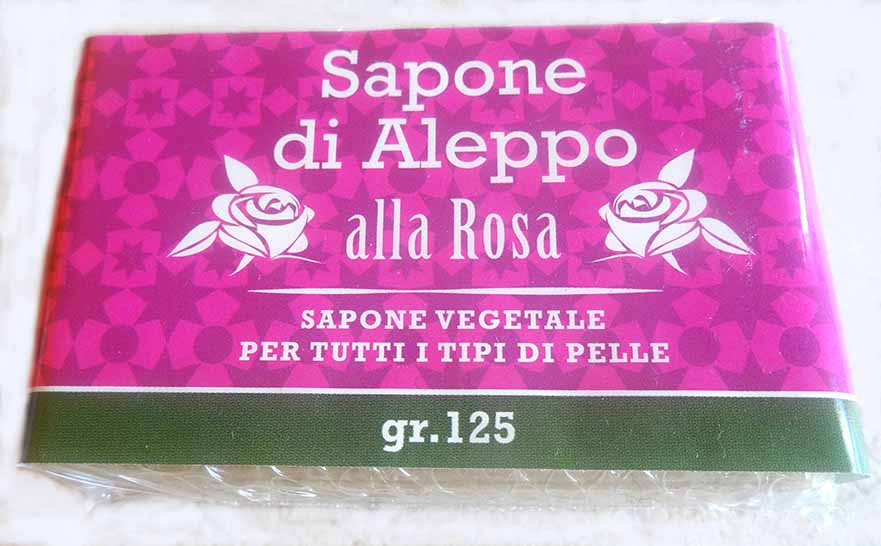 Sapone
di Aleppo
alla Rosa
SAPONE VEGETALE
PER TUTTI I TIPI DI PELLE
gr.125